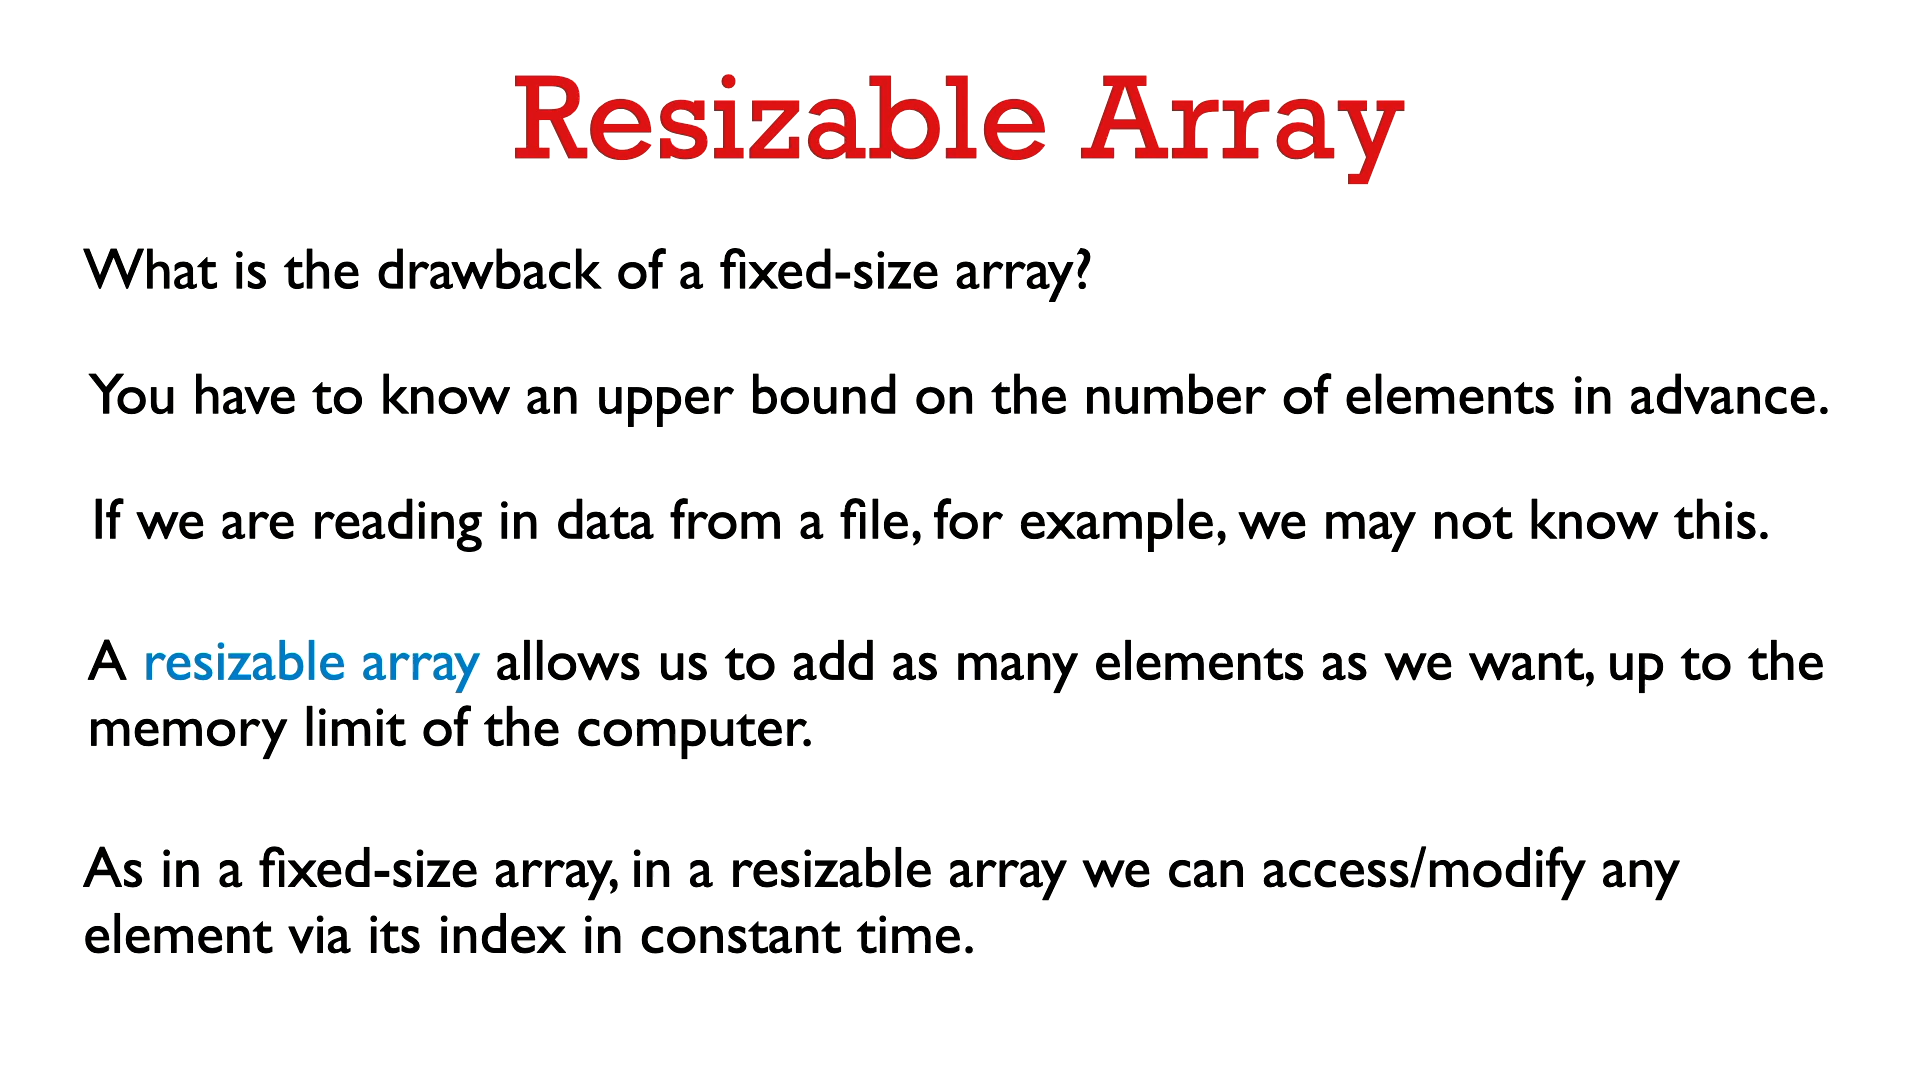 Resizable Array
What is the drawback of a fixed-size array?
You have to know an upper bound on the number of elements in advance.
If we are reading in data from a file, for example, we may not know this.
A resizable array allows us to add as many elements as we want, up to the
memory limit of the computer.
As in a fixed-size array, in a resizable array we can access/modify any
element via its index in constant time.